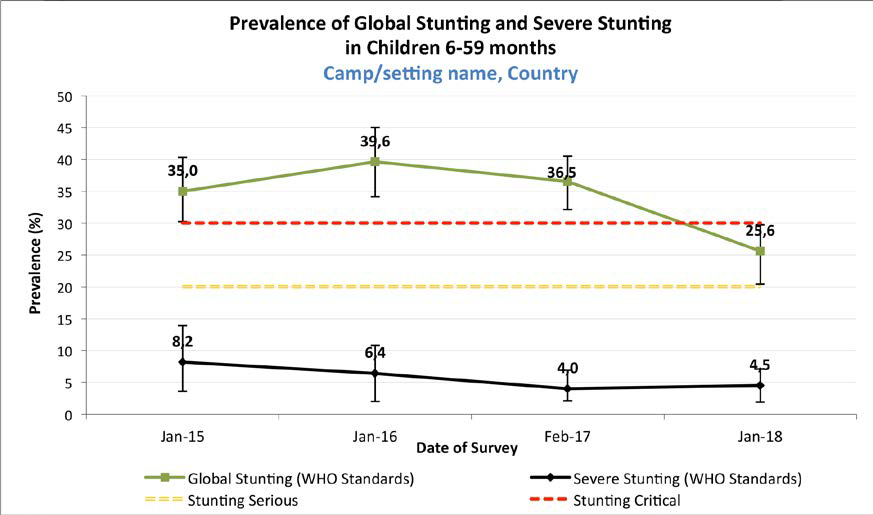 Prevalence of Global Stunting and Severe Stunting
in Children 6-59 months
Camp/setting name, Country
Prevalence (%)
50
45
40
35
30
25
20
15
10
5
0
35,0
39,6
36,5
25,6
8,2
6,4
4,0
4,5
Jan-15
Jan-16
Feb-17
Jan-18
Date of Survey
Global Stunting (WHO Standards)
Severe Stunting (WHO Standards)
Stunting Serious
Stunting Critical